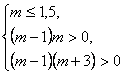 m ≤ 1,5,
(m−1)m > 0,
(m−1)(m+3) > 0